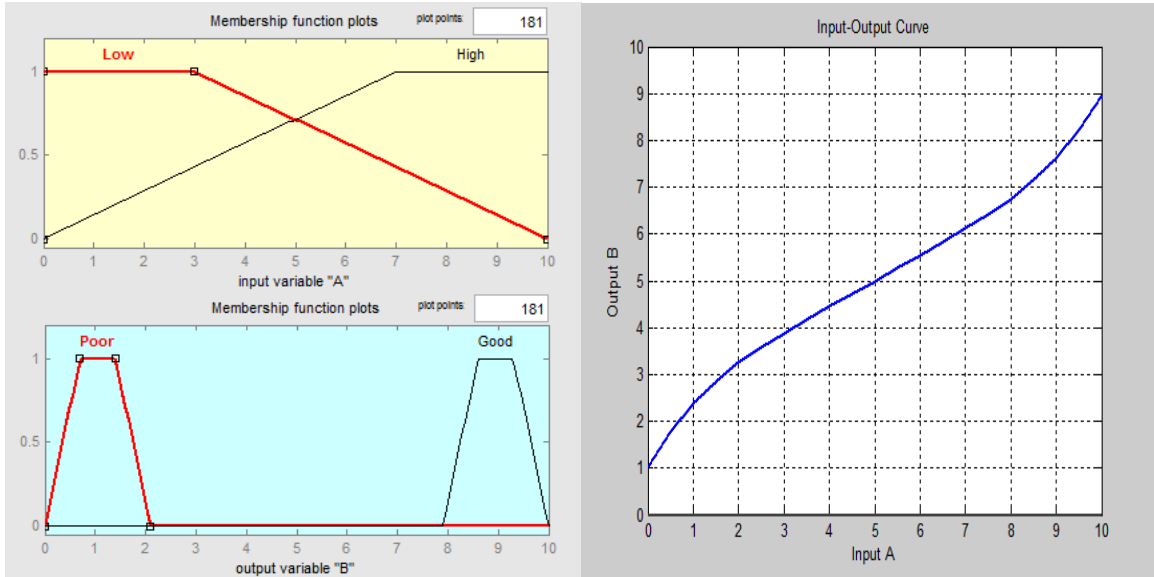 Membership function plots plot points: 181
Low High
1
0.5
0
0 1 2 3 4 5 6 7 8 9 10
input variable "A"
Membership function plots plot points: 181
Poor Good
1
0.5
0
0 1 2 3 4 5 6 7 8 9 10
output variable "B"
Input-Output Curve
10
9
8
7
6
5
4
3
2
1
0
Output B
0 1 2 3 4 5 6 7 8 9 10
Input A